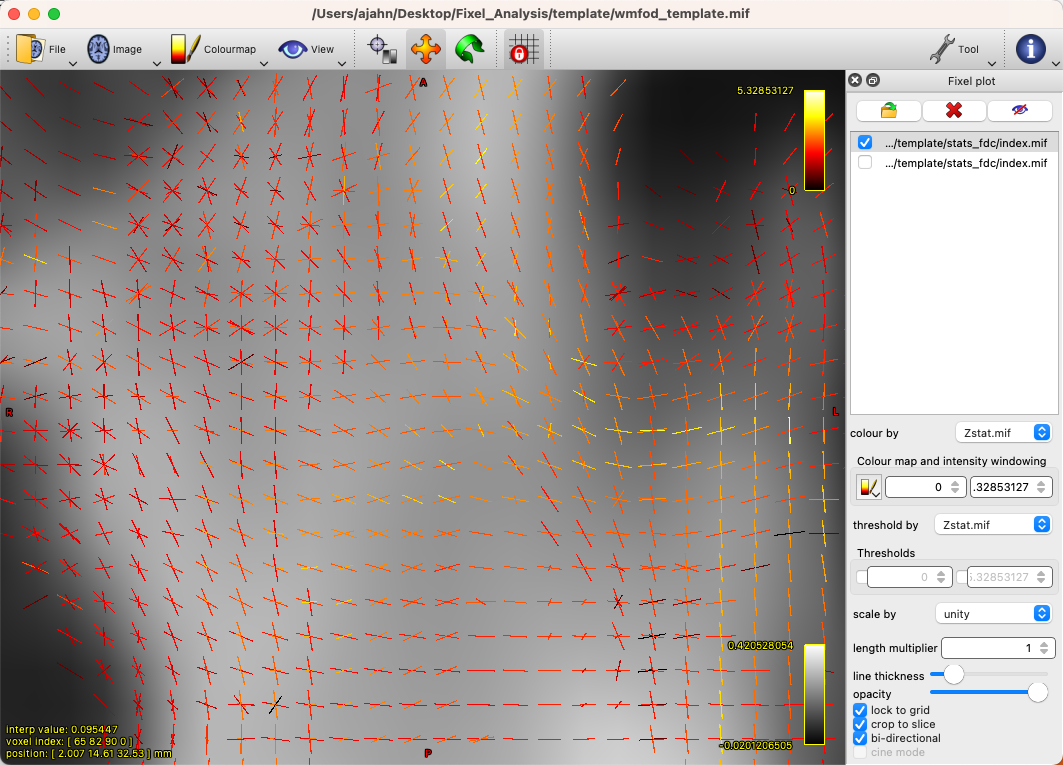 /Users/ajahn/Desktop/Fixel_Analysis/template/wmfod_template.mif
File Image Colourmap View Tool
Fixel plot
A
5.32853127
0
.../template/stats_fdc/index.mif
.../template/stats_fdc/index.mif
R
L
colour by Zstat.mif
Colour map and intensity windowing
0 .32853127
threshold by Zstat.mif
Thresholds
0 .32853127
scale by unity
length multiplier 1
line thickness
opacity
lock to grid
crop to slice
bi-directional
cine mode
0.420528054
-0.0201206505
interp value: 0.095447
voxel index: [ 65 82 90 0 ]
position: [ 2.007 14.61 32.53 ] mm
P